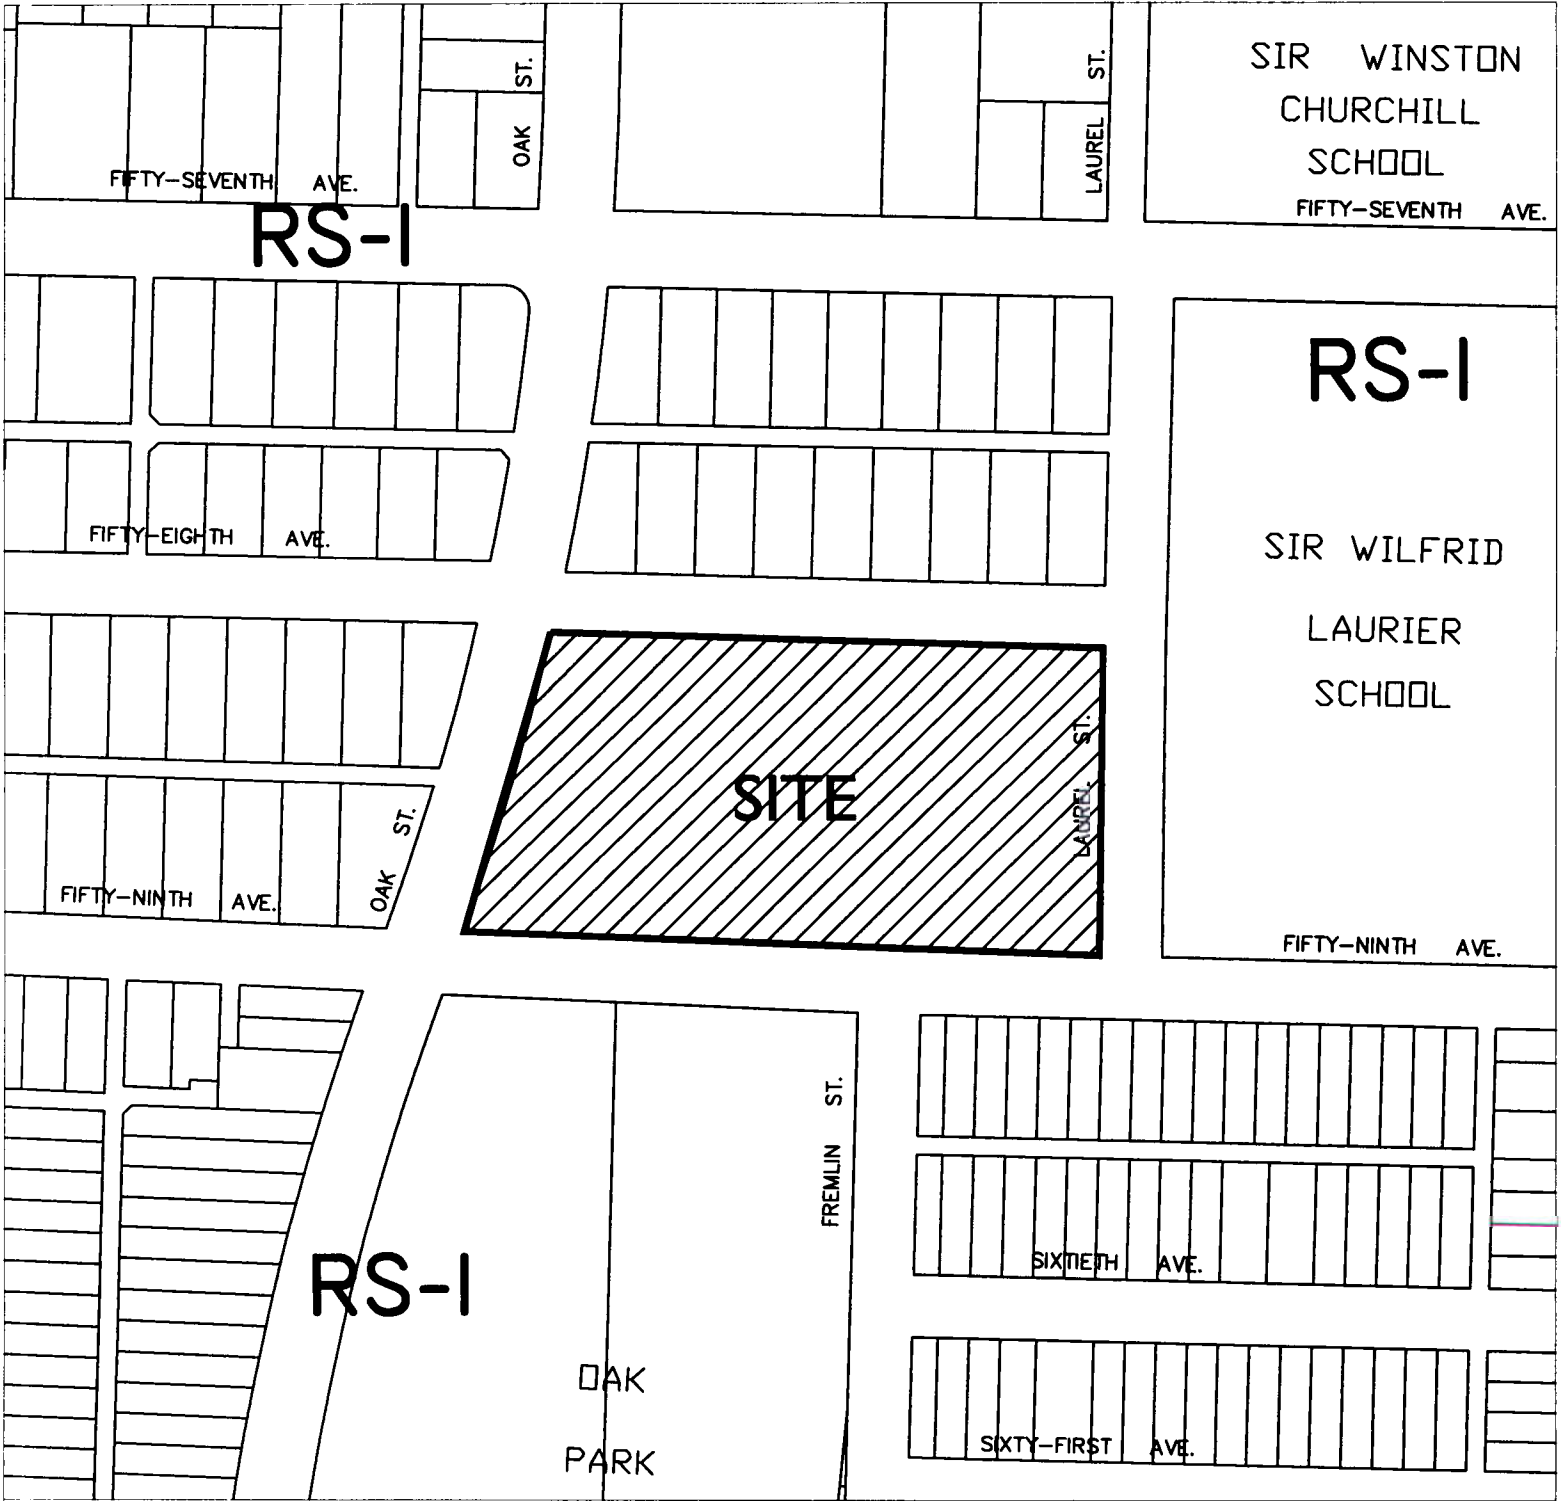 SIR WINSTON
CHURCHILL
SCHOOL
OAK ST.
LAUREL ST.
FIFTY-SEVENTH AVE.
FIFTY-SEVENTH AVE.
RS-I
RS-I
FIFTY-EIGHTH AVE.
SIR WILFRID
LAURIER
SCHOOL
SITE
LAUREL ST.
OAK ST.
FIFTY-NINTH AVE.
FIFTY-NINTH AVE.
FREMLIN ST.
RS-I
SIXTIETH AVE.
OAK
PARK
SIXTY-FIRST AVE.